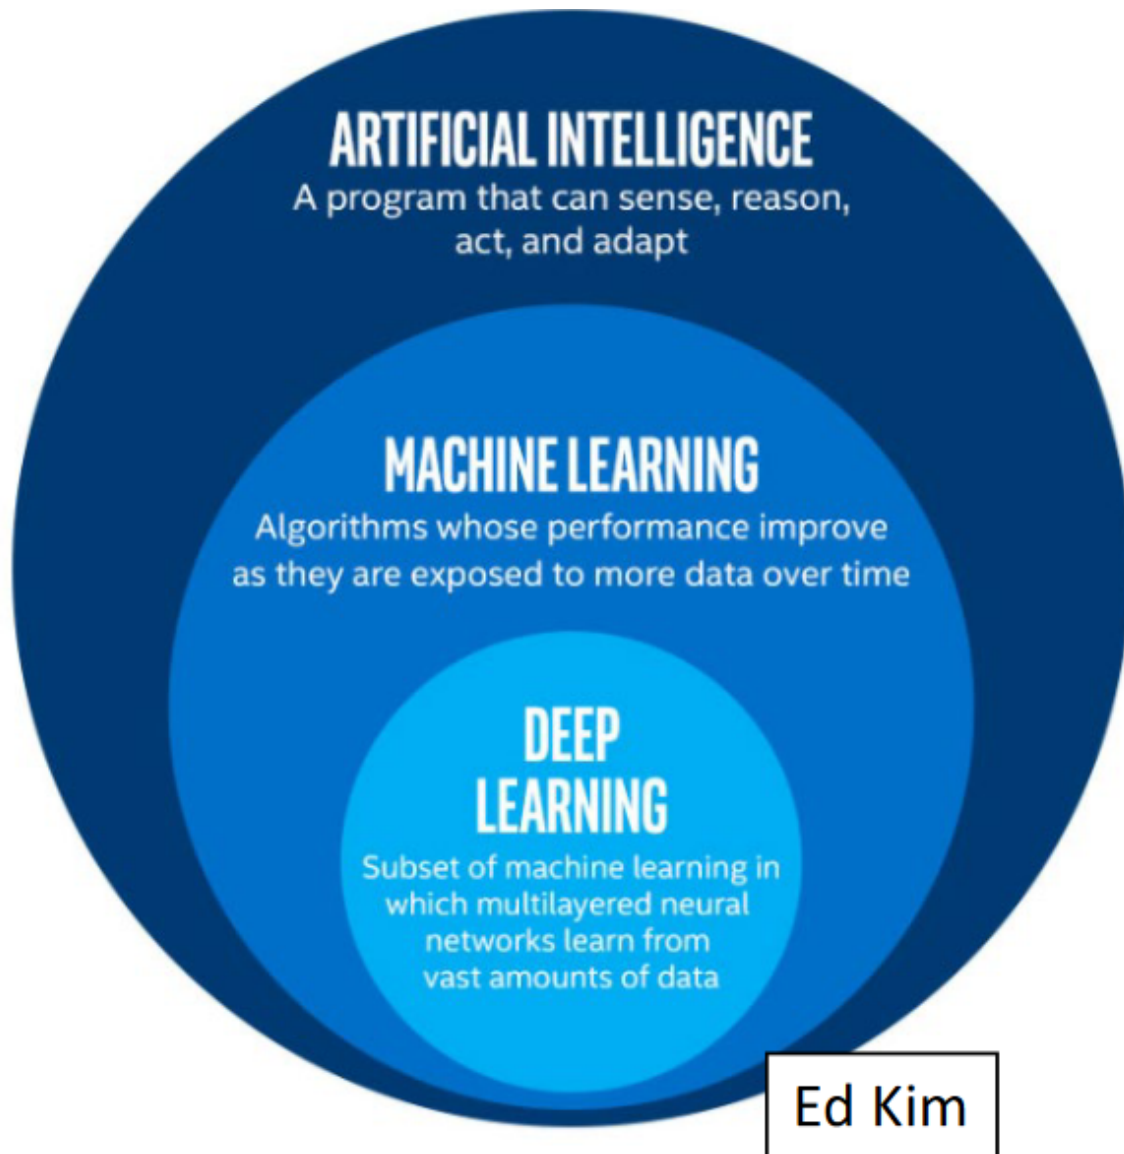 ARTIFICIAL INTELLIGENCE
A program that can sense, reason,
act, and adapt
MACHINE LEARNING
Algorithms whose performance improve
as they are exposed to more data over time
DEEP
LEARNING
Subset of machine learning in
which multilayered neural
networks learn from
vast amounts of data
Ed Kim